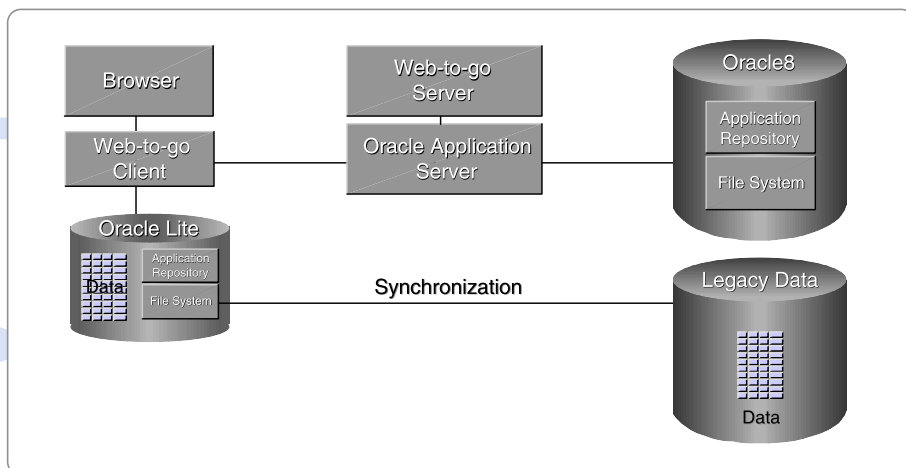 Browser
Web-to-go
Server
Oracle8
Web-to-go
Client
Oracle Application
Server
Application
Repository
File System
Oracle Lite
Data
Application
Repository
File System
Synchronization
Legacy Data
Data